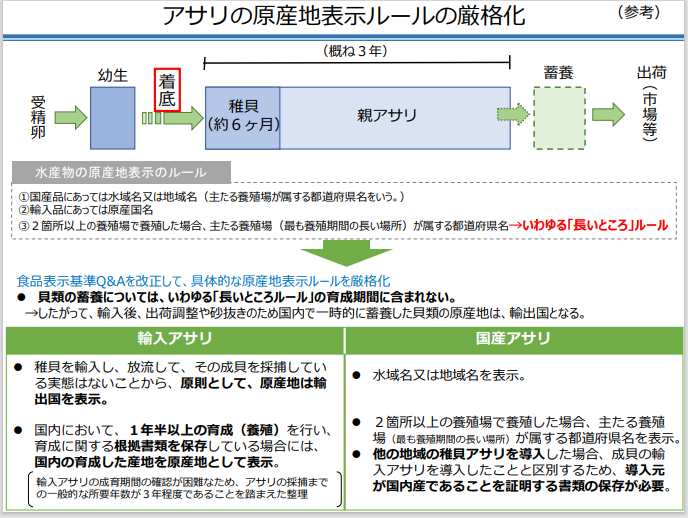 アサリの原産地表示ルールの厳格化
（参考）
（概ね３年）
受精卵
幼生
着底
稚貝
（約６ヶ月）
親アサリ
蓄養
出荷（市場等）
水産物の原産地表示のルール
①国産品にあっては水域名又は地域名（主たる養殖場が属する都道府県名をいう。）
②輸入品にあっては原産国名
③２箇所以上の養殖場で養殖した場合、主たる養殖場（最も養殖期間の長い場所）が属する都道府県名→いわゆる「長いところ」ルール
食品表示基準Q&Aを改正して、具体的な原産地表示ルールを厳格化
● 貝類の蓄養については、いわゆる「長いところルール」の育成期間に含まれない。
→したがって、輸入後、出荷調整や砂抜きのため国内で一時的に蓄養した貝類の原産地は、輸出国となる。
輸入アサリ
● 稚貝を輸入し、放流して、その成貝を採捕してい
る実態はないことから、原則として、原産地は輸
出国を表示。
● 国内において、１年半以上の育成（養殖）を行い、
育成に関する根拠書類を保存している場合には、
国内の育成した産地を原産地として表示。
輸入アサリの成育期間の確認が困難なため、アサリの採捕まで
の一般的な所要年数が３年程度であることを踏まえた整理
国産アサリ
● 水域名又は地域名を表示。
● ２箇所以上の養殖場で養殖した場合、主たる養殖
場（最も養殖期間の長い場所）が属する都道府県名を表示。
● 他の地域の稚貝アサリを導入した場合、成貝の輸
入アサリを導入したことと区別するため、導入元
が国内産であることを証明する書類の保存が必要。